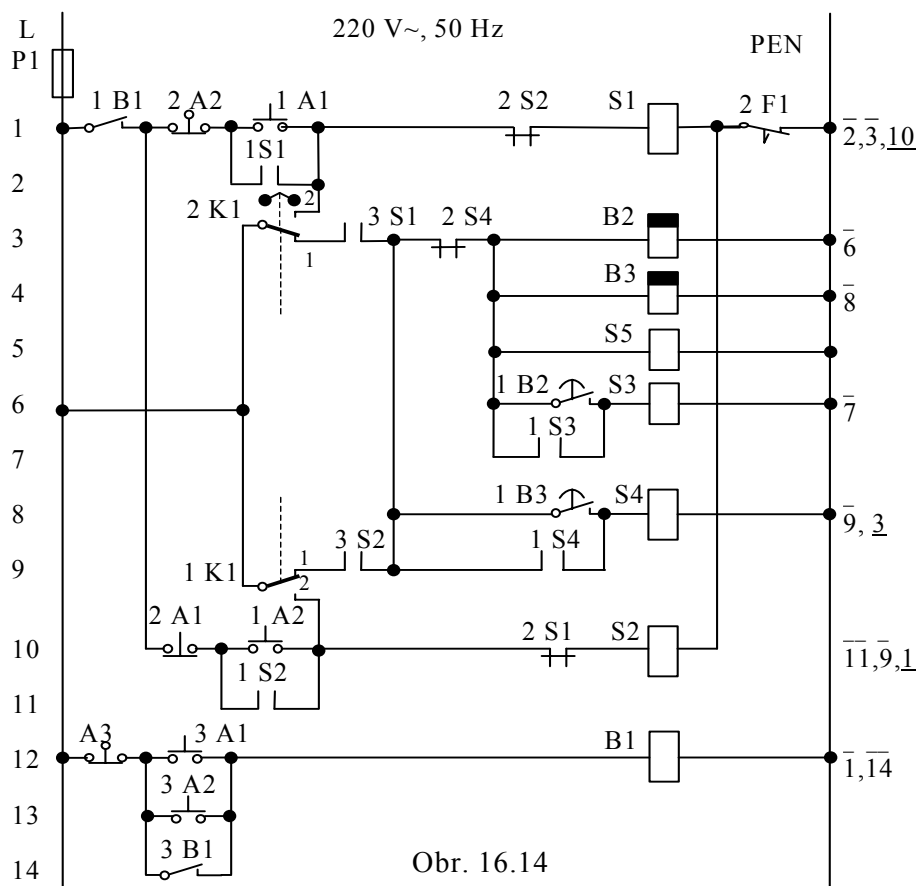 L 220 V~, 50 Hz
P1 PEN
1 B1 2 A2 1 A1 2 S2 S1 2 F1
1 2̅,3̅,10
1S1
2 2
2 K1 3 S1 2 S4 B2
3 1 6̅
B3
4 8̅
S5
5
1 B2 S3
6 7̅
1 S3
7
1 B3 S4
8 9̅, 3
3 S2 1 S4
9 1
1 K1 2
2 A1 1 A2 2 S1 S2
10 1̅1̅,9̅,1
1 S2
11
A3 3 A1 B1
12 1̅,1̅4̅
3 A2
13
3 B1
14 Obr. 16.14